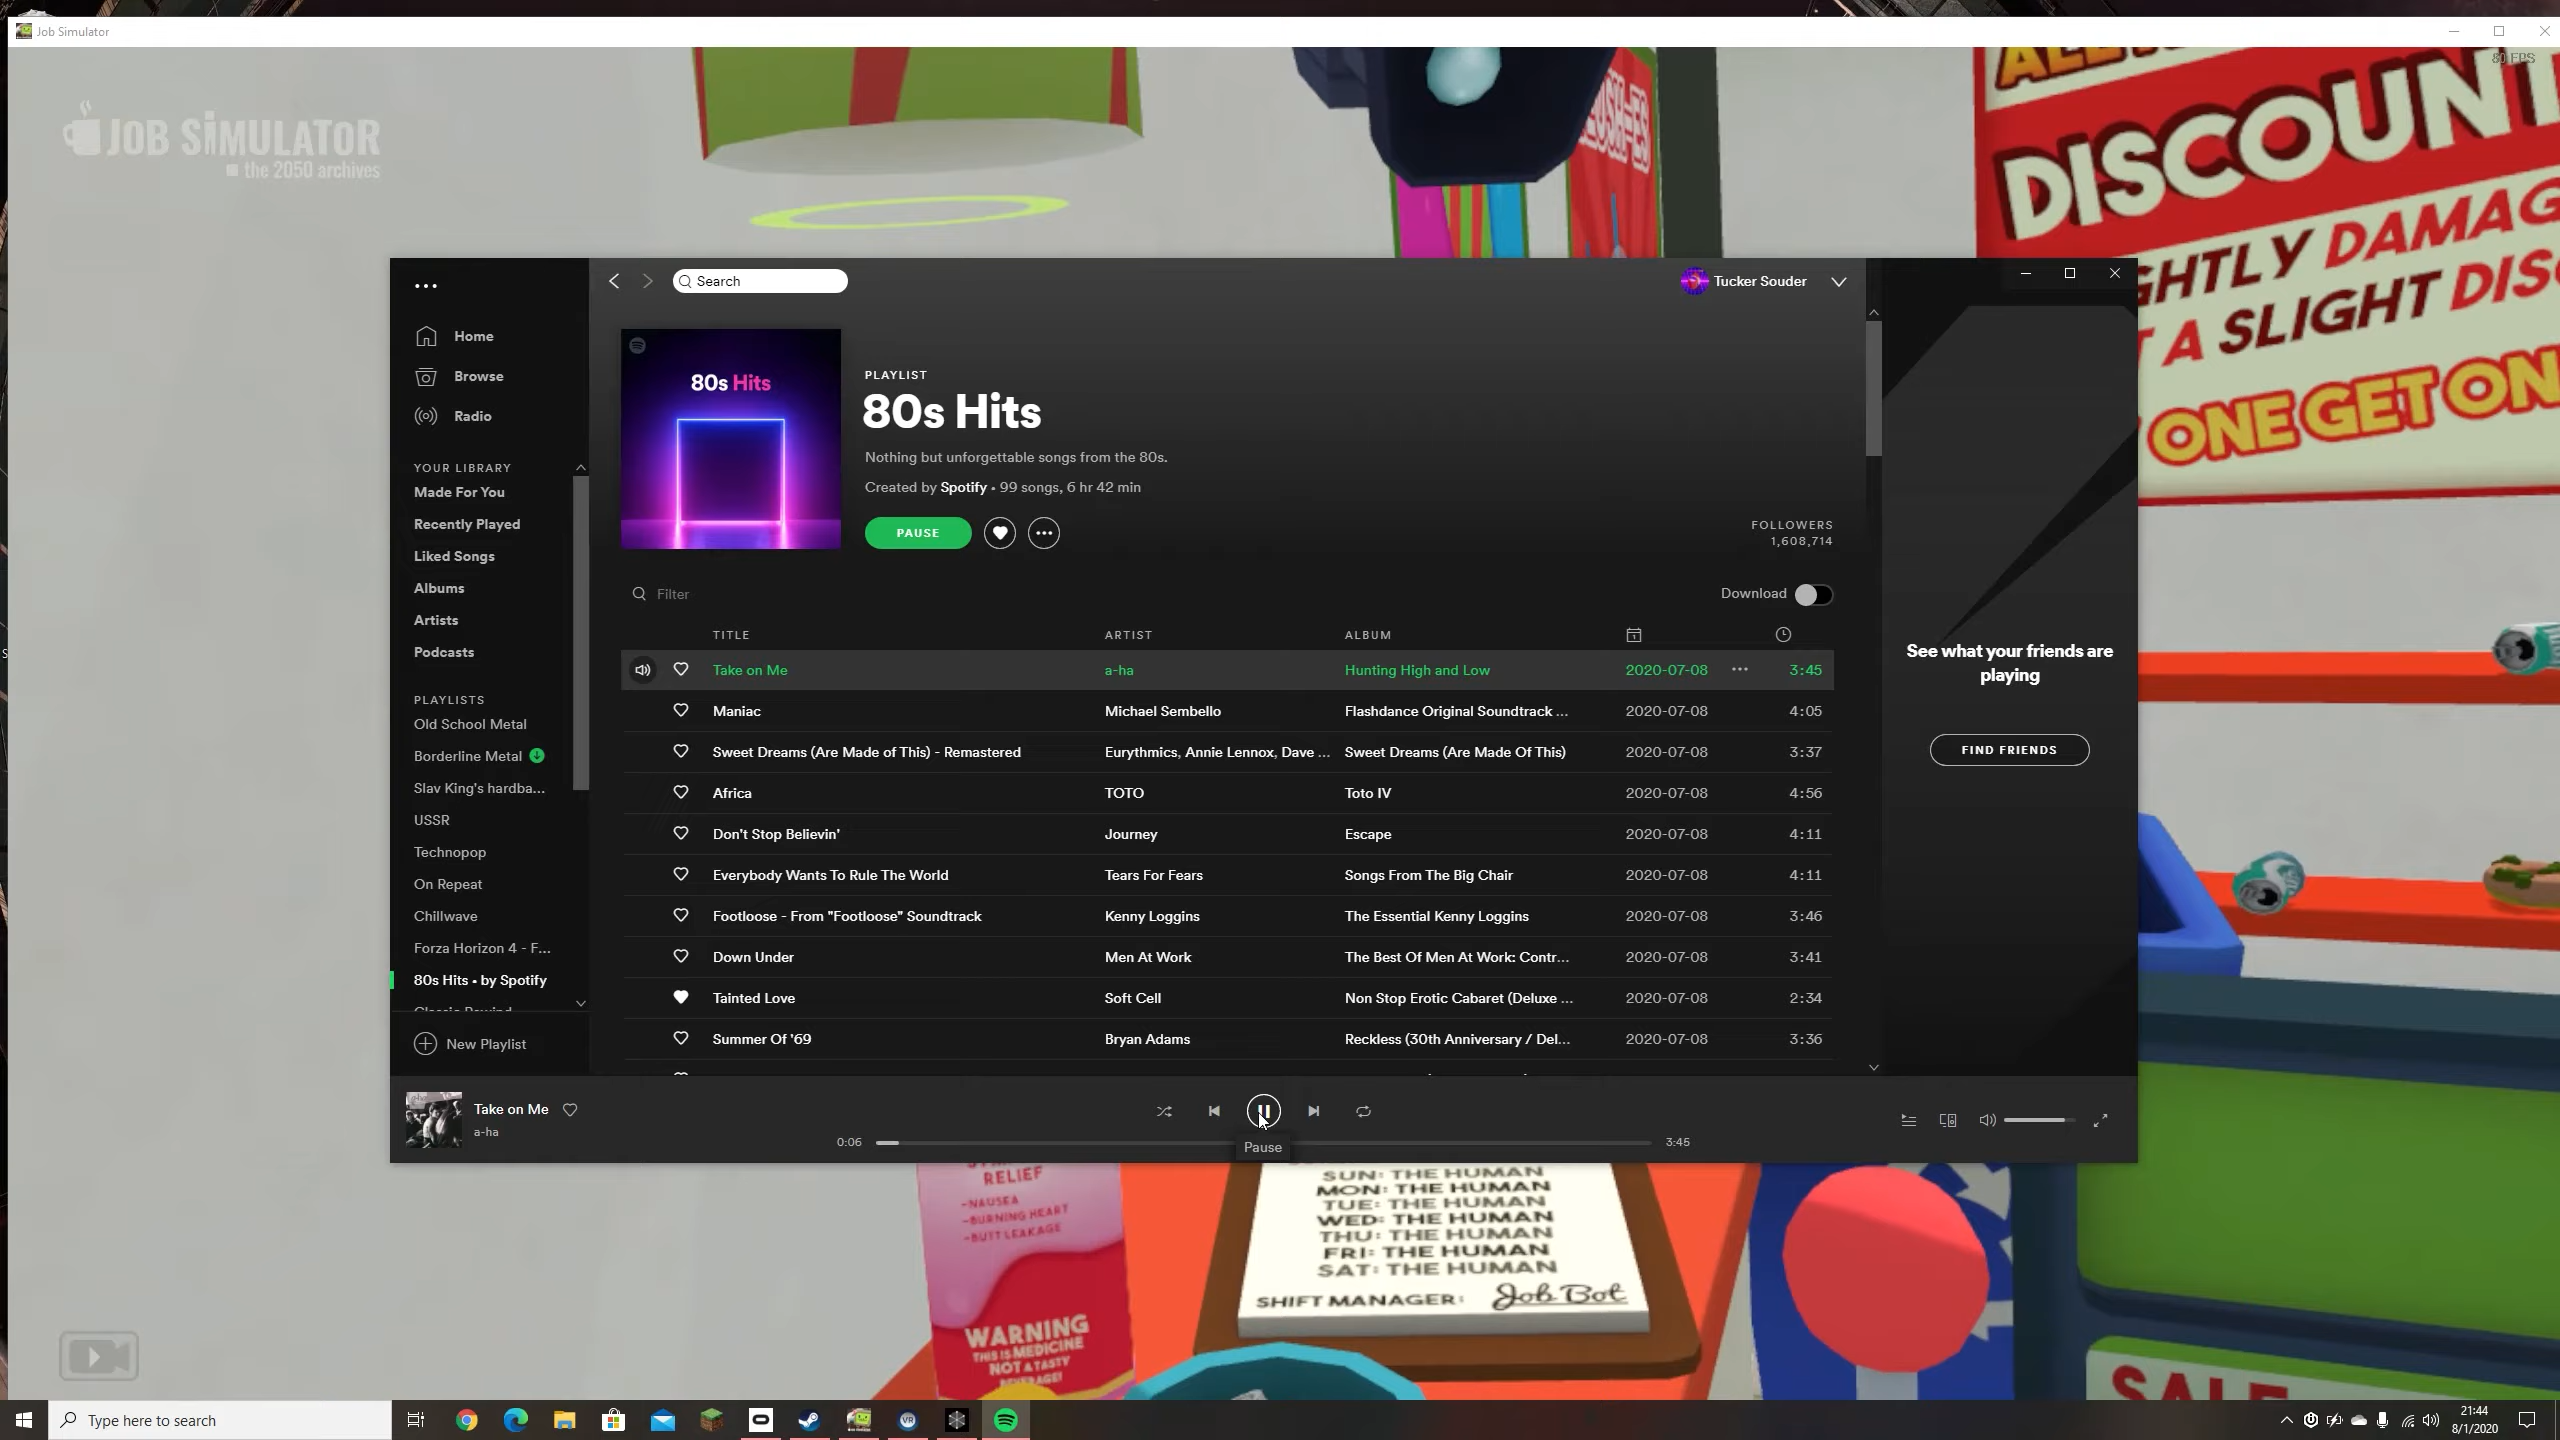 Job Simulator
80 FPS
JOB SiMULAToR
the 2050 archives
DISCOUNT
GHTLY DAMAG
T A SLIGHT DIS
ONE GET ON
Search
Tucker Souder
Home
Browse
Radio
YOUR LIBRARY
Made For You
Recently Played
Liked Songs
Albums
Artists
Podcasts
PLAYLISTS
Old School Metal
Borderline Metal
Slav King's hardba...
USSR
Technopop
On Repeat
Chillwave
Forza Horizon 4 - F...
80s Hits • by Spotify
New Playlist
80s Hits
PLAYLIST
80s Hits
Nothing but unforgettable songs from the 80s.
Created by Spotify • 99 songs, 6 hr 42 min
PAUSE
FOLLOWERS
1,608,714
Filter
Download
TITLE ARTIST ALBUM
Take on Me a-ha Hunting High and Low 2020-07-08 3:45
Maniac Michael Sembello Flashdance Original Soundtrack ... 2020-07-08 4:05
Sweet Dreams (Are Made of This) - Remastered Eurythmics, Annie Lennox, Dave ... Sweet Dreams (Are Made Of This) 2020-07-08 3:37
Africa TOTO Toto IV 2020-07-08 4:56
Don't Stop Believin' Journey Escape 2020-07-08 4:11
Everybody Wants To Rule The World Tears For Fears Songs From The Big Chair 2020-07-08 4:11
Footloose - From "Footloose" Soundtrack Kenny Loggins The Essential Kenny Loggins 2020-07-08 3:46
Down Under Men At Work The Best Of Men At Work: Contr... 2020-07-08 3:41
Tainted Love Soft Cell Non Stop Erotic Cabaret (Deluxe ... 2020-07-08 2:34
Summer Of '69 Bryan Adams Reckless (30th Anniversary / Del... 2020-07-08 3:36
See what your friends are
playing
FIND FRIENDS
Take on Me
a-ha
0:06
3:45
Pause
RELIEF
-NAUSEA
-BURNING HEART
-BUTT LEAKAGE
WARNING
THIS IS MEDICINE
NOT A TASTY
BEVERAGE!
SUN: THE HUMAN
MON: THE HUMAN
TUE: THE HUMAN
WED: THE HUMAN
THU: THE HUMAN
FRI: THE HUMAN
SAT: THE HUMAN
SHIFT MANAGER: Job Bot
SALE
Type here to search
21:44
8/1/2020